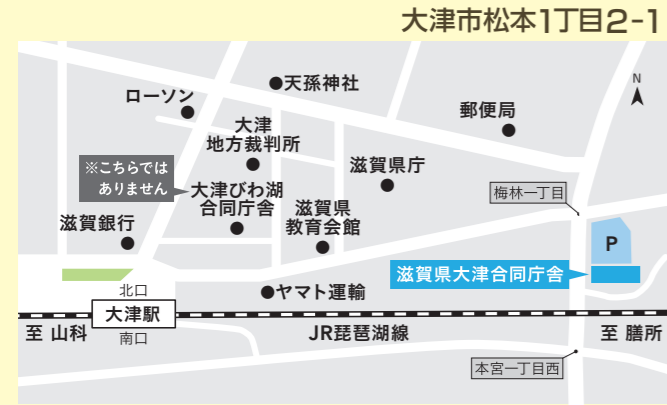 大津市松本1丁目2-1
N
●天孫神社
ローソン
郵便局
大津
地方裁判所
※こちらでは
ありません
滋賀県庁
大津びわ湖
合同庁舎
梅林一丁目
滋賀県
教育会館
滋賀銀行
P
滋賀県大津合同庁舎
北口
●ヤマト運輸
大津駅
至 山科
南口
JR琵琶湖線
至 膳所
本宮一丁目西